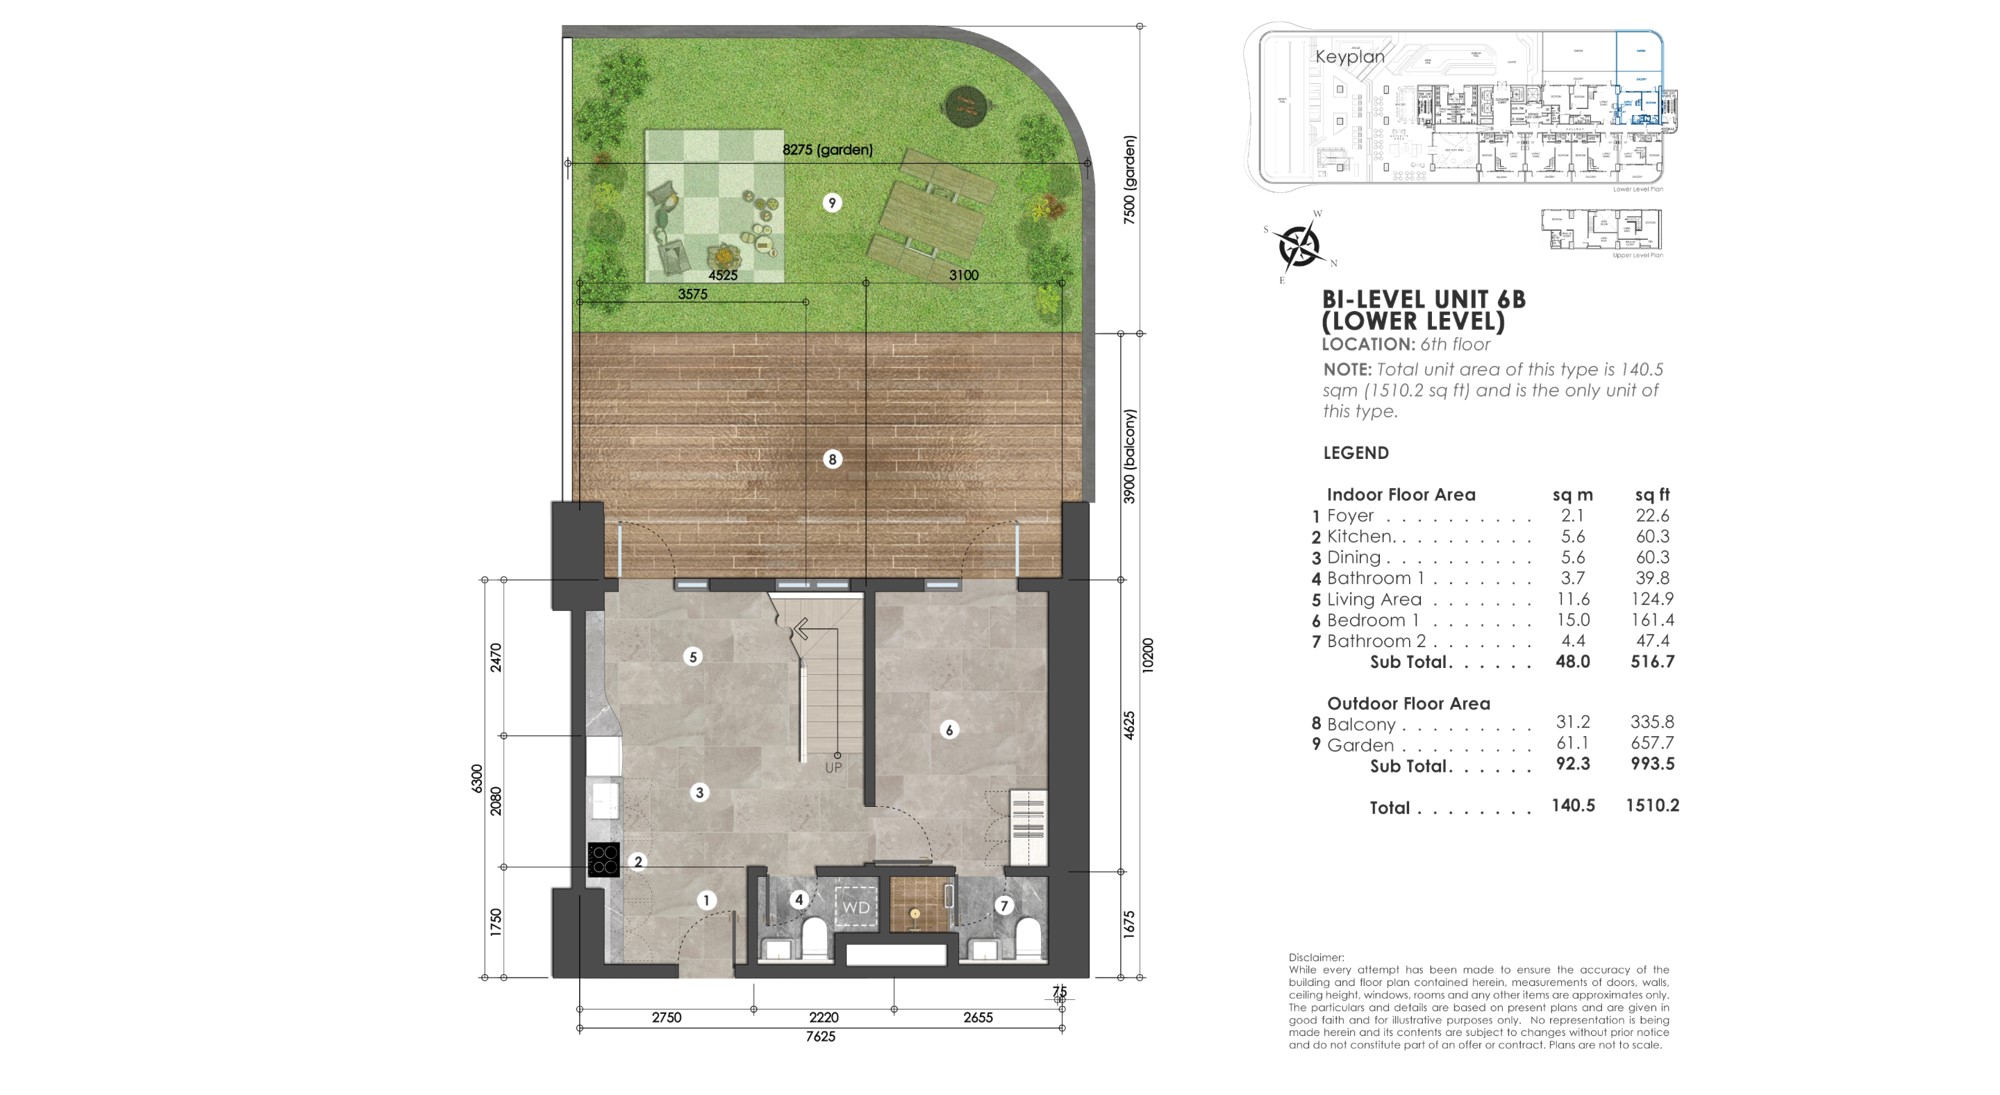 8275 (garden)
7500 (garden)
9
4525
3100
3575
8
3900 (balcony)
5
6
UP
3
2
1
4
WD
7
2470
6300
2080
1750
10200
4625
1675
75
2750
2220
2655
7625
Keyplan
Lower Level Plan
W
S
N
E
Upper Level Plan
BI-LEVEL UNIT 6B
(LOWER LEVEL)
LOCATION: 6th floor
NOTE: Total unit area of this type is 140.5
sqm (1510.2 sq ft) and is the only unit of
this type.
LEGEND
Indoor Floor Area sq m sq ft
1 Foyer . . . . . . . . . . 2.1 22.6
2 Kitchen. . . . . . . . . . 5.6 60.3
3 Dining . . . . . . . . . . 5.6 60.3
4 Bathroom 1 . . . . . . . 3.7 39.8
5 Living Area . . . . . . . 11.6 124.9
6 Bedroom 1 . . . . . . . 15.0 161.4
7 Bathroom 2 . . . . . . . 4.4 47.4
Sub Total. . . . . . 48.0 516.7
Outdoor Floor Area
8 Balcony . . . . . . . . . 31.2 335.8
9 Garden . . . . . . . . . 61.1 657.7
Sub Total. . . . . . 92.3 993.5
Total . . . . . . . . 140.5 1510.2
Disclaimer:
While every attempt has been made to ensure the accuracy of the
building and floor plan contained herein, measurements of doors, walls,
ceiling height, windows, rooms and any other items are approximates only.
The particulars and details are based on present plans and are given in
good faith and for illustrative purposes only. No representation is being
made herein and its contents are subject to changes without prior notice
and do not constitute part of an offer or contract. Plans are not to scale.